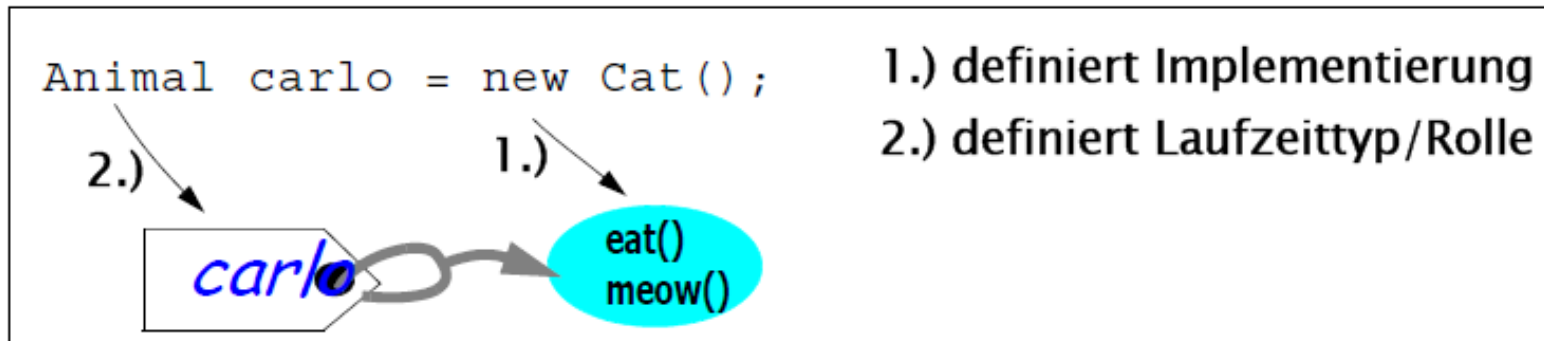 Animal carlo = new Cat();
1.) definiert Implementierung
2.) definiert Laufzeittyp/Rolle
2.)
1.)
carlo
eat()
meow()